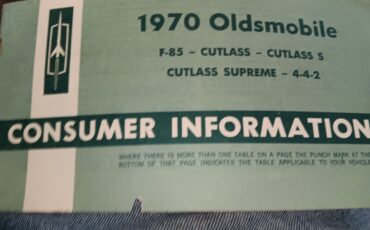 1970 Oldsmobile
F-85 - CUTLASS - CUTLASS S
CUTLASS SUPREME - 4-4-2
CONSUMER INFORMATION
WHERE THERE IS MORE THAN ONE TABLE ON A PAGE THE PUNCH MARK AT THE
BOTTOM OF THAT PAGE INDICATES THE TABLE APPLICABLE TO YOUR VEHICLE